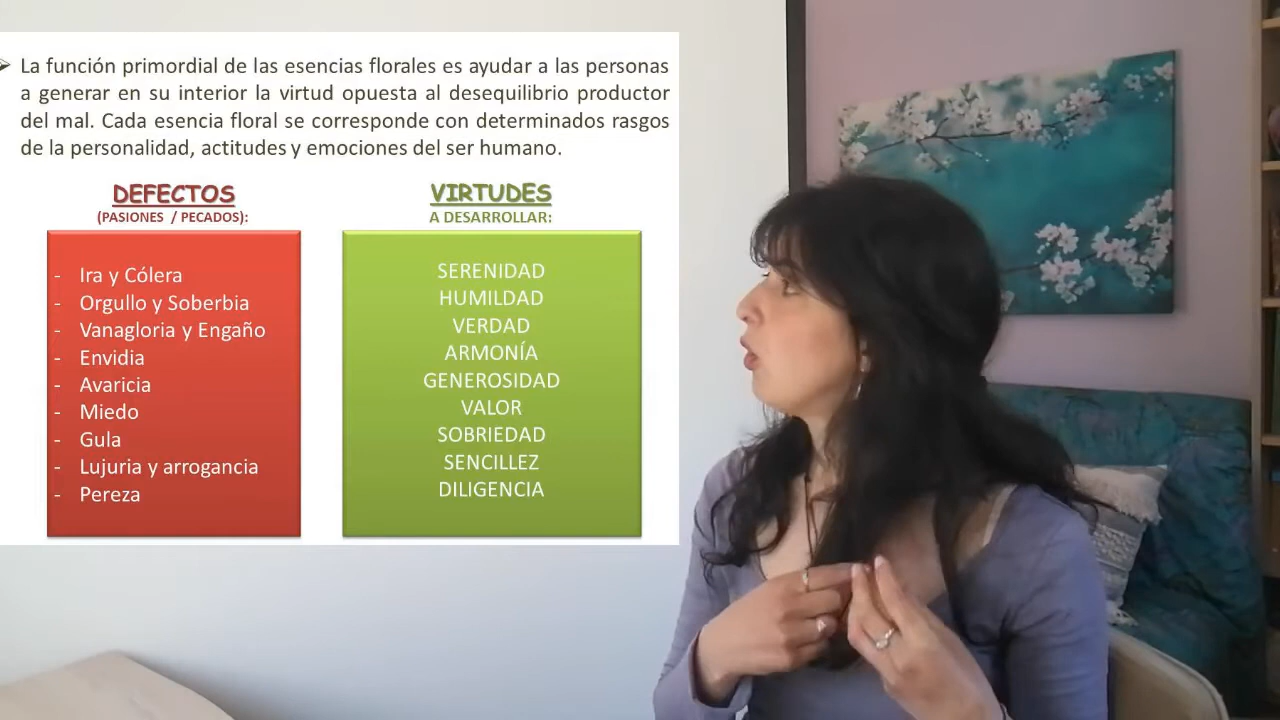 La función primordial de las esencias florales es ayudar a las personas
a generar en su interior la virtud opuesta al desequilibrio productor
del mal. Cada esencia floral se corresponde con determinados rasgos
de la personalidad, actitudes y emociones del ser humano.
DEFECTOS
(PASIONES / PECADOS):
- Ira y Cólera
- Orgullo y Soberbia
- Vanagloria y Engaño
- Envidia
- Avaricia
- Miedo
- Gula
- Lujuria y arrogancia
- Pereza
VIRTUDES
A DESARROLLAR:
SERENIDAD
HUMILDAD
VERDAD
ARMONÍA
GENEROSIDAD
VALOR
SOBRIEDAD
SENCILLEZ
DILIGENCIA